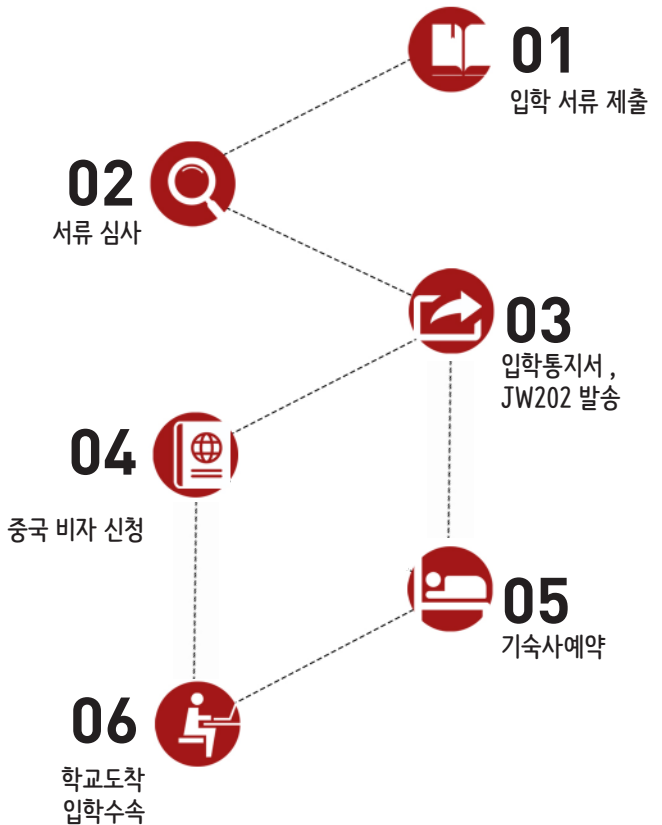 01
입학 서류 제출
02
서류 심사
03
입학통지서 ,
JW202 발송
04
중국 비자 신청
05
기숙사예약
06
학교도착
입학수속